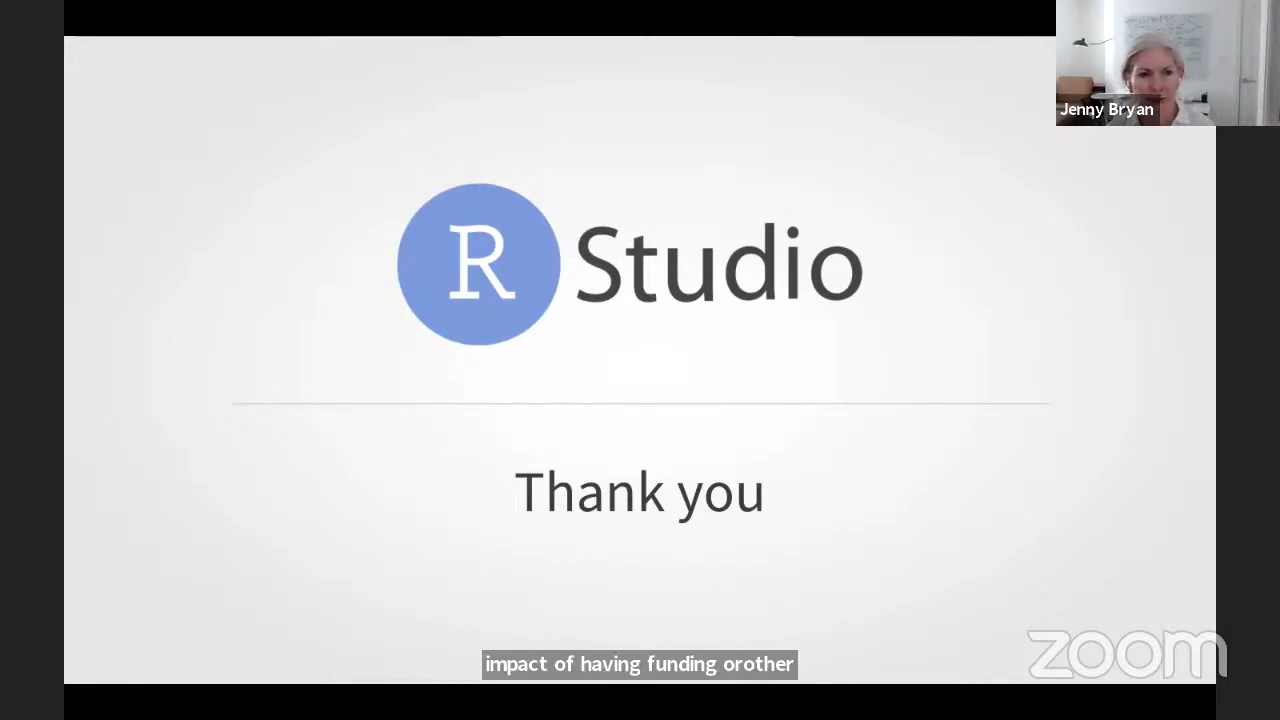 Jenny Bryan
R Studio
Thank you
impact of having funding orother
zoom